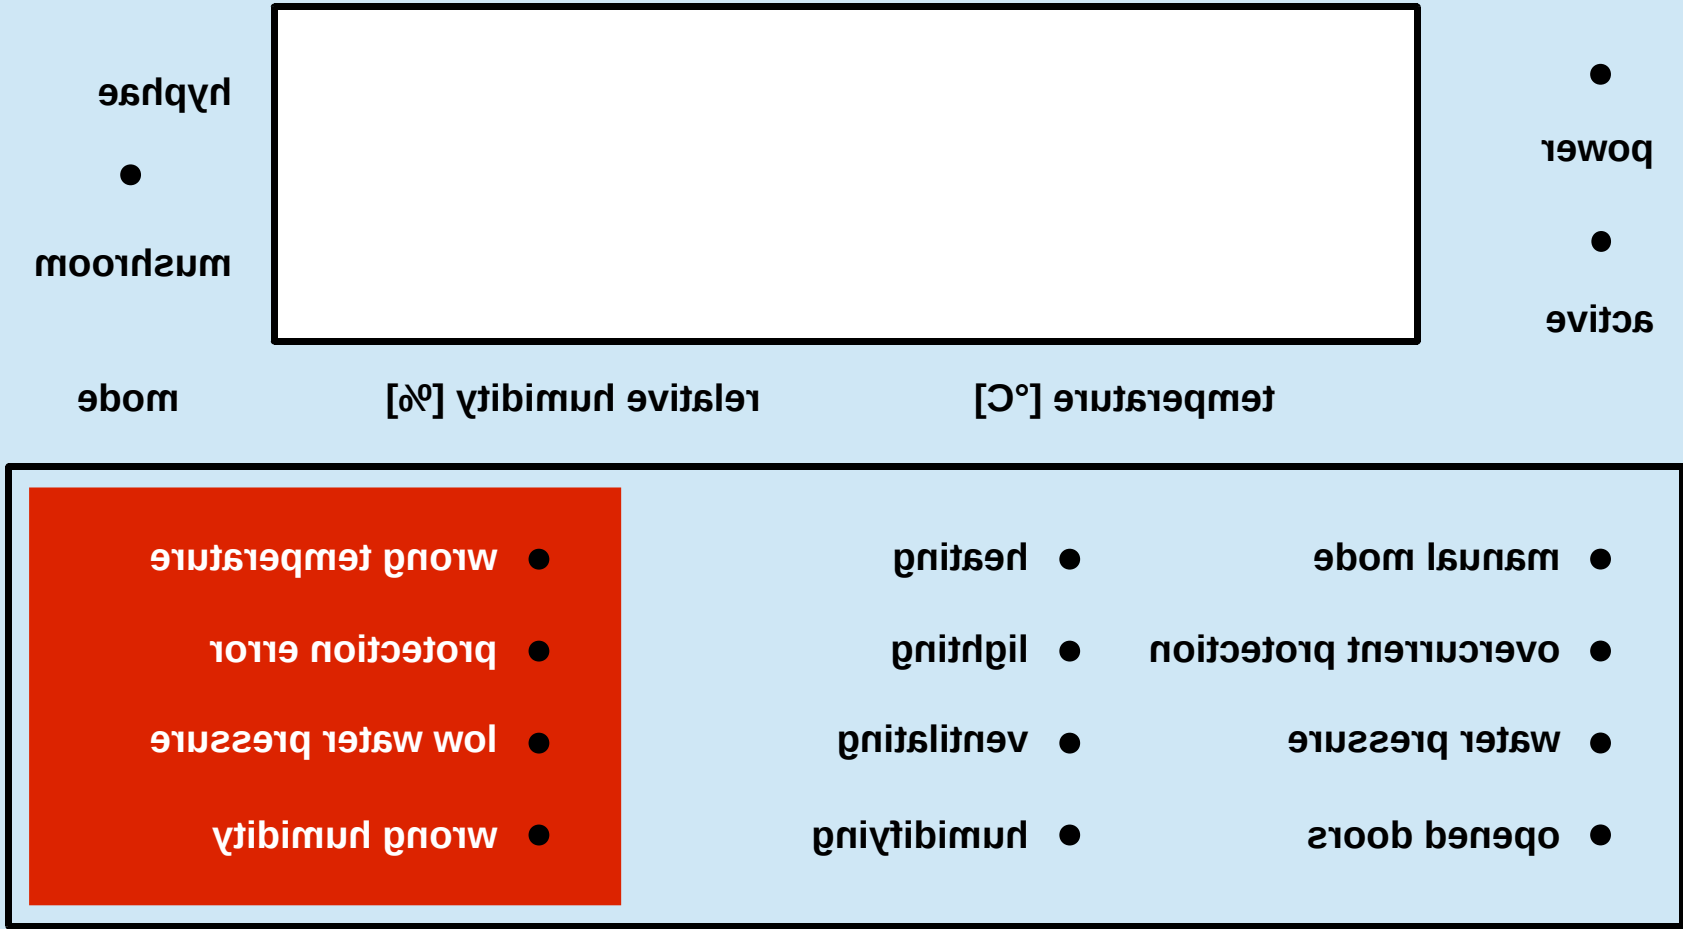 power
active
hyphae
mushroom
temperature [°C] relative humidity [%] mode
manual mode heating wrong temperature
overcurrent protection lighting protection error
water pressure ventilating low water pressure
opened doors humidifying wrong humidity